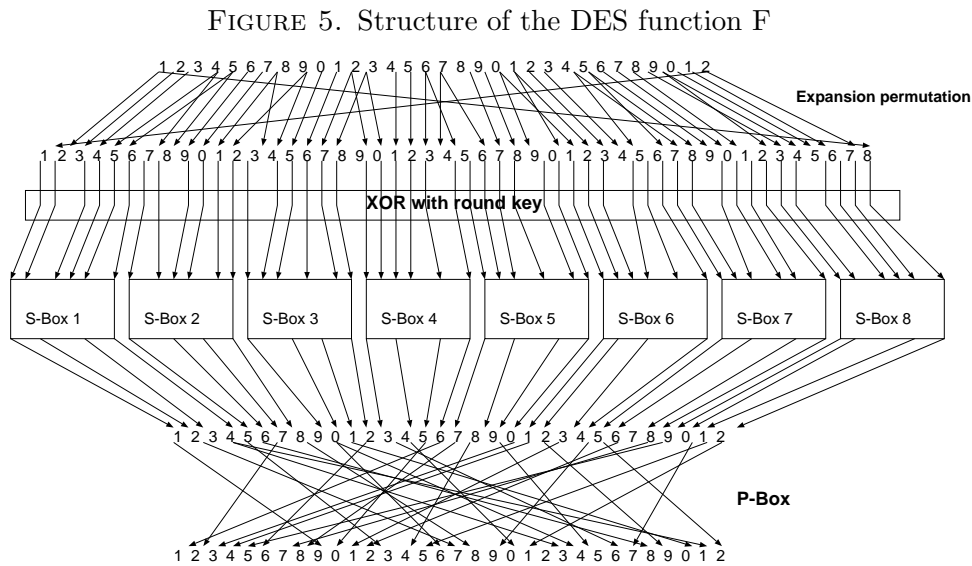 FIGURE 5. Structure of the DES function F
1 2 3 4 5 6 7 8 9 0 1 2 3 4 5 6 7 8 9 0 1 2 3 4 5 6 7 8 9 0 1 2
Expansion permutation
1 2 3 4 5 6 7 8 9 0 1 2 3 4 5 6 7 8 9 0 1 2 3 4 5 6 7 8 9 0 1 2 3 4 5 6 7 8 9 0 1 2 3 4 5 6 7 8
XOR with round key
S-Box 1 S-Box 2 S-Box 3 S-Box 4 S-Box 5 S-Box 6 S-Box 7 S-Box 8
1 2 3 4 5 6 7 8 9 0 1 2 3 4 5 6 7 8 9 0 1 2 3 4 5 6 7 8 9 0 1 2
P-Box
1 2 3 4 5 6 7 8 9 0 1 2 3 4 5 6 7 8 9 0 1 2 3 4 5 6 7 8 9 0 1 2